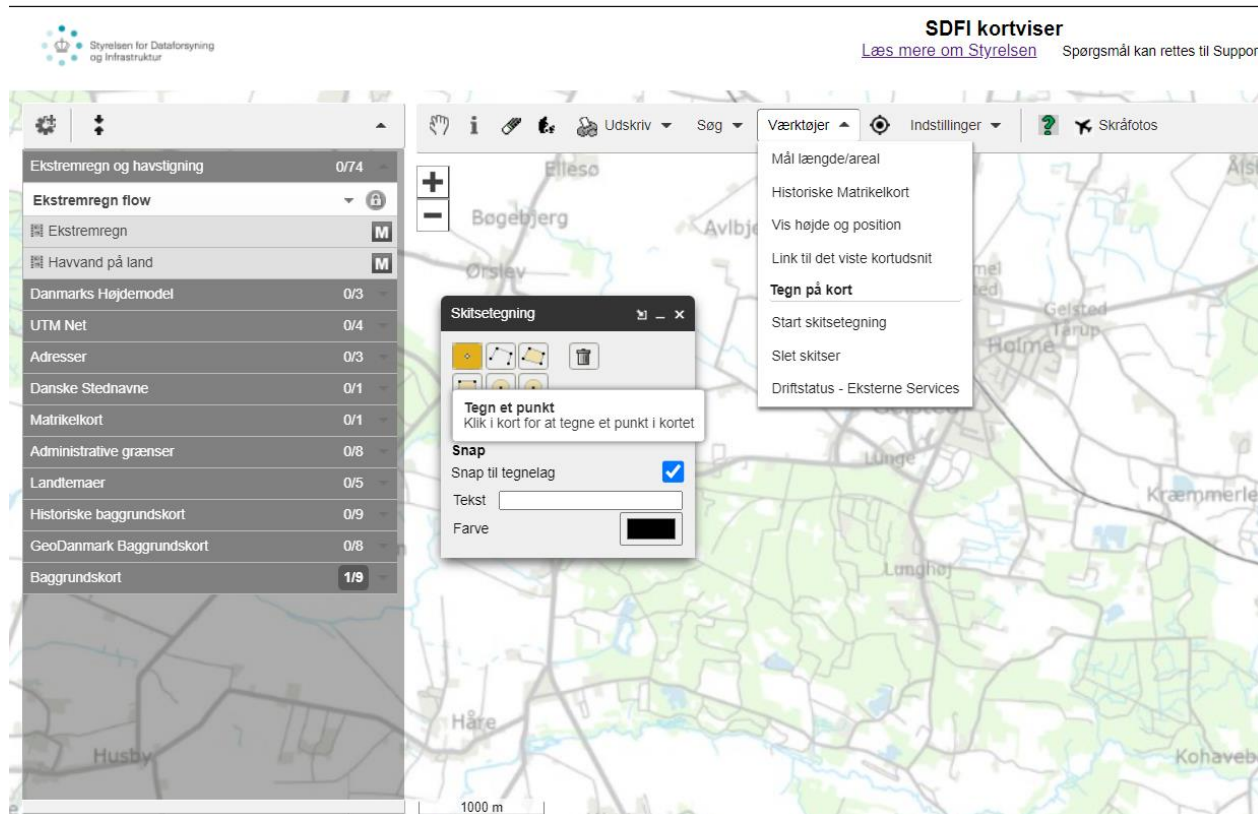 Styrelsen for Dataforsyning
og Infrastruktur
SDFI kortviser
Læs mere om Styrelsen Spørgsmål kan rettes til Suppor
Udskriv Søg Værktøjer Indstillinger ? Skråfotos
Ekstremregn og havstigning 0/74
Ekstremregn flow
Ekstremregn M
Havvand på land M
Danmarks Højdemodel 0/3
UTM Net 0/4
Adresser 0/3
Danske Stednavne 0/1
Matrikelkort 0/1
Administrative grænser 0/8
Landtemaer 0/5
Historiske baggrundskort 0/9
GeoDanmark Baggrundskort 0/8
Baggrundskort 1/9
Husby
Mål længde/areal
Historiske Matrikelkort
Vis højde og position
Link til det viste kortudsnit
Tegn på kort
Start skitsetegning
Slet skitser
Driftstatus - Eksterne Services
Skitsetegning
Tegn et punkt
Klik i kort for at tegne et punkt i kortet
Snap
Snap til tegnelag
Tekst
Farve
Ellesø
Bøgebjerg
Avlbje
Ørslev
Gelsted
Tårup
Holme
Gelsted
Lunge
Kræmmerle
Lunghøj
Håre
Kohaveb
1000 m